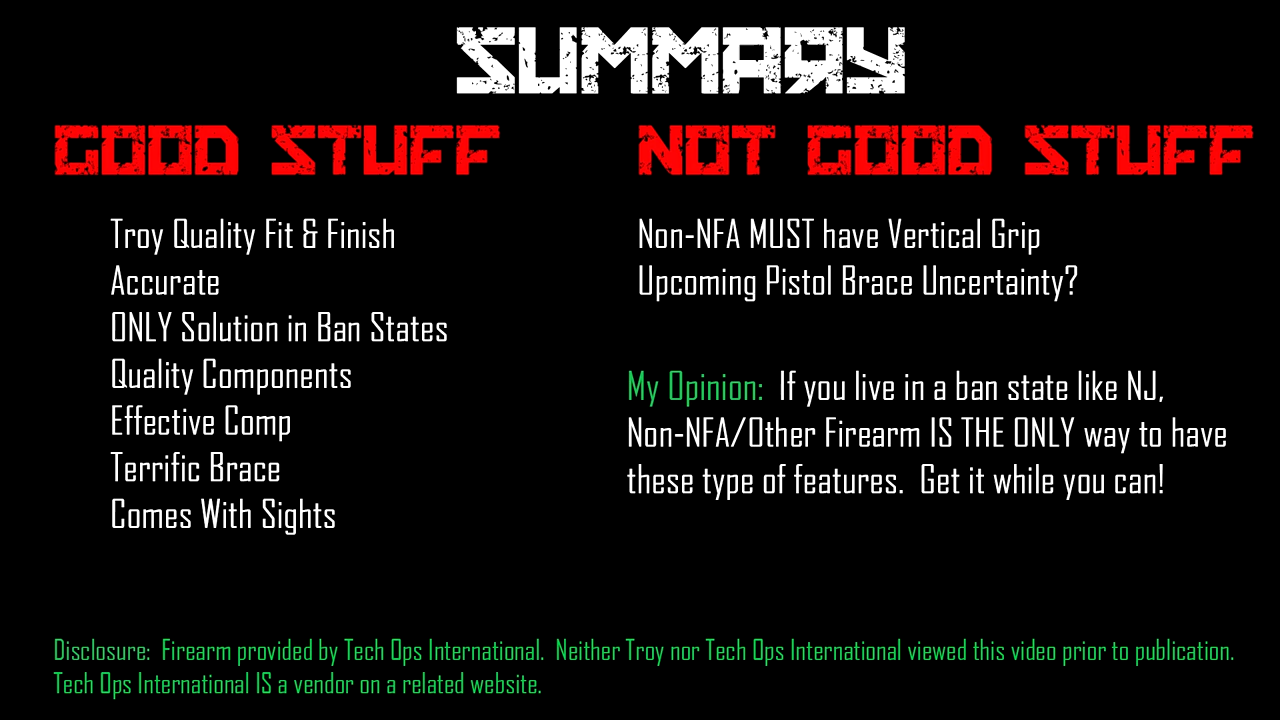 SUMMARY
GOOD STUFF
Troy Quality Fit & Finish
Accurate
ONLY Solution in Ban States
Quality Components
Effective Comp
Terrific Brace
Comes With Sights
NOT GOOD STUFF
Non-NFA MUST have Vertical Grip
Upcoming Pistol Brace Uncertainty?
My Opinion:  If you live in a ban state like NJ,
Non-NFA/Other Firearm IS THE ONLY way to have
these type of features.  Get it while you can!
Disclosure:  Firearm provided by Tech Ops International.  Neither Troy nor Tech Ops International viewed this video prior to publication.
Tech Ops International IS a vendor on a related website.